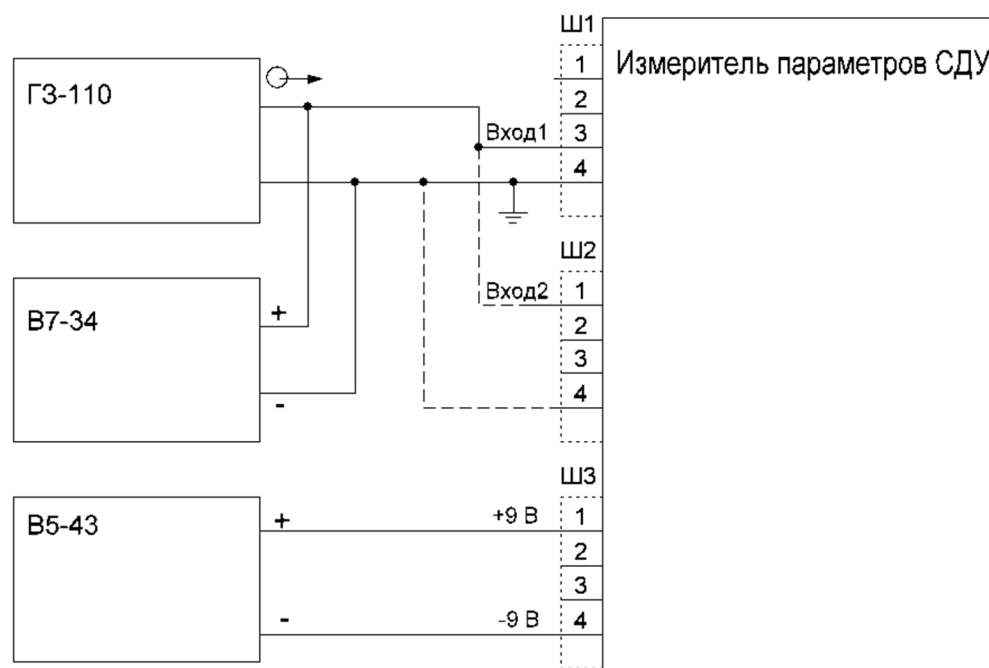 Ш1
Измеритель параметров СДУ
Г3-110
1
2
Вход1
3
4
Ш2
Вход2
1
В7-34
+
2
3
-
4
Ш3
В5-43
+
+9 В
1
2
3
-
-9 В
4